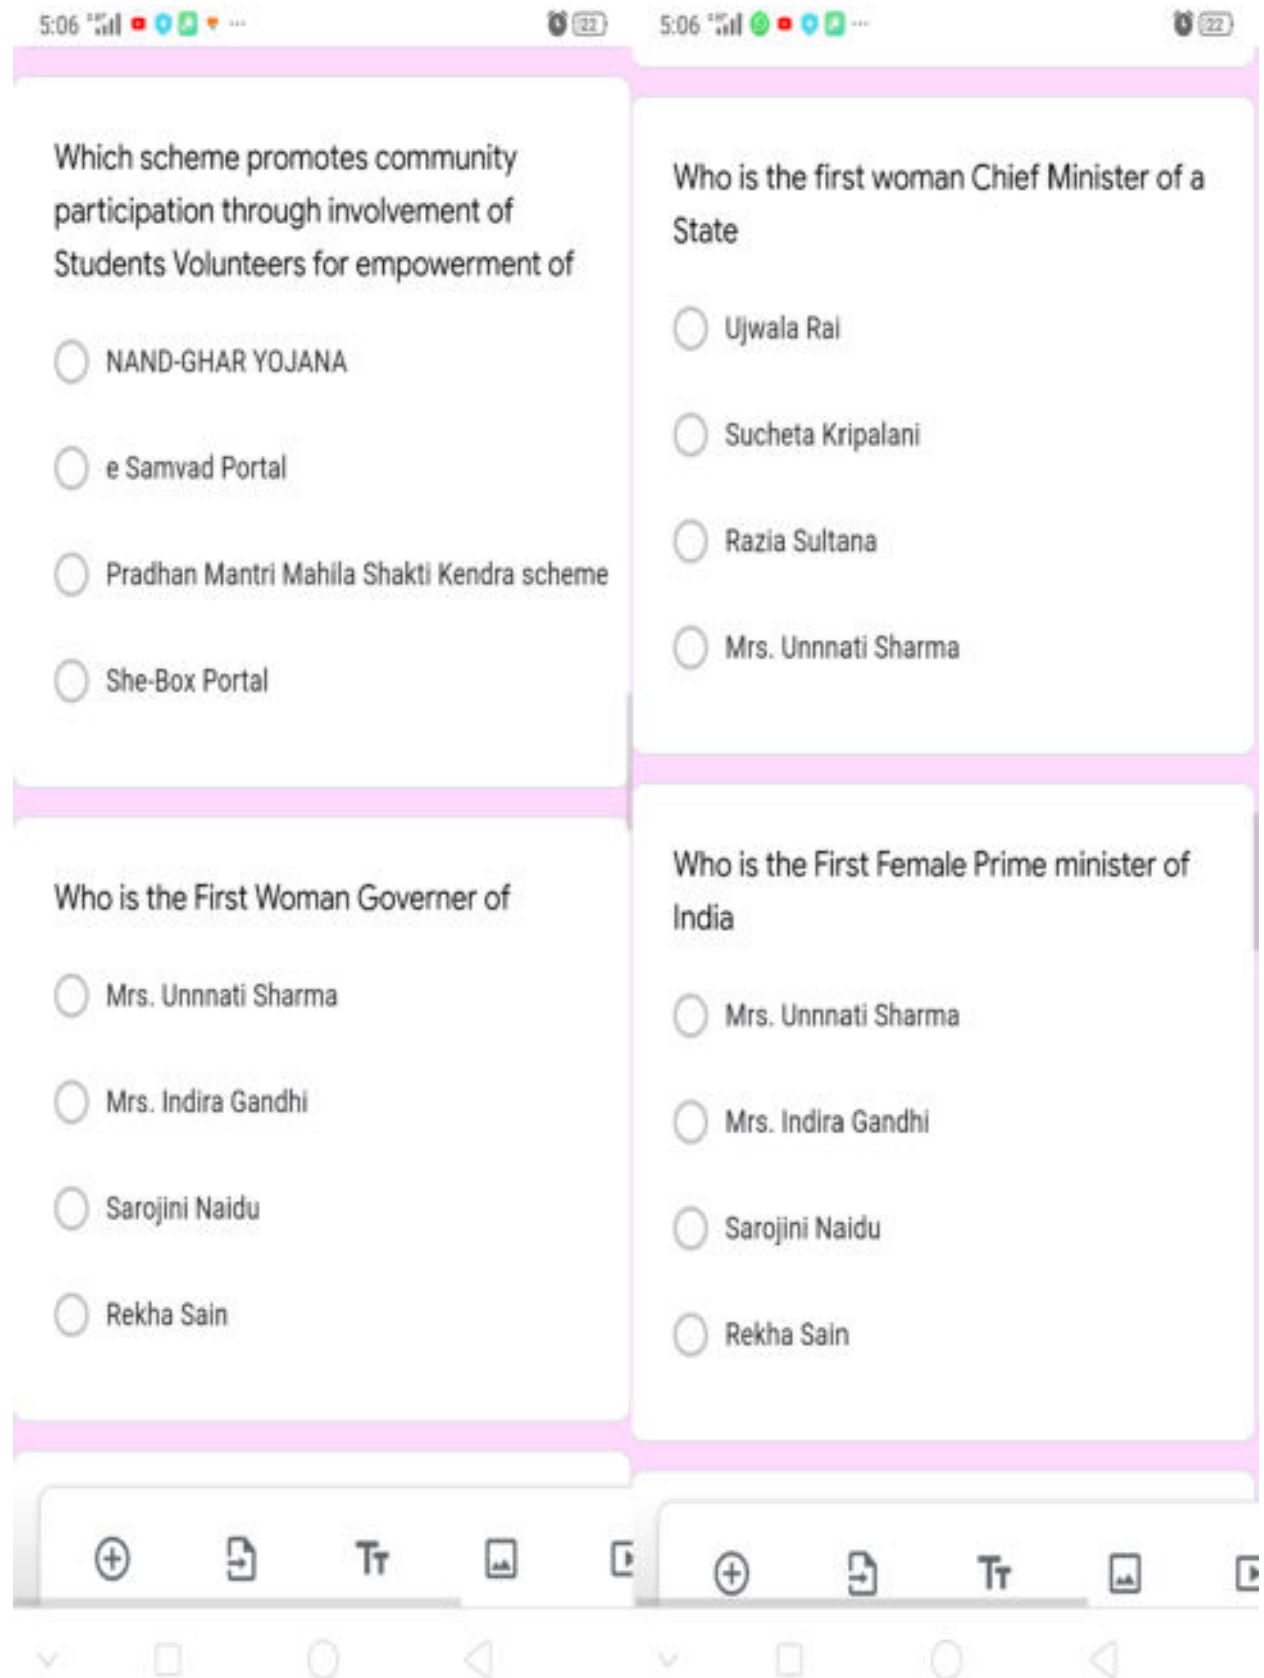 5:06
22
Which scheme promotes community
participation through involvement of
Students Volunteers for empowerment of
NAND-GHAR YOJANA
e Samvad Portal
Pradhan Mantri Mahila Shakti Kendra scheme
She-Box Portal
Who is the First Woman Governer of
Mrs. Unnnati Sharma
Mrs. Indira Gandhi
Sarojini Naidu
Rekha Sain
5:06
22
Who is the first woman Chief Minister of a
State
Ujwala Rai
Sucheta Kripalani
Razia Sultana
Mrs. Unnnati Sharma
Who is the First Female Prime minister of
India
Mrs. Unnnati Sharma
Mrs. Indira Gandhi
Sarojini Naidu
Rekha Sain